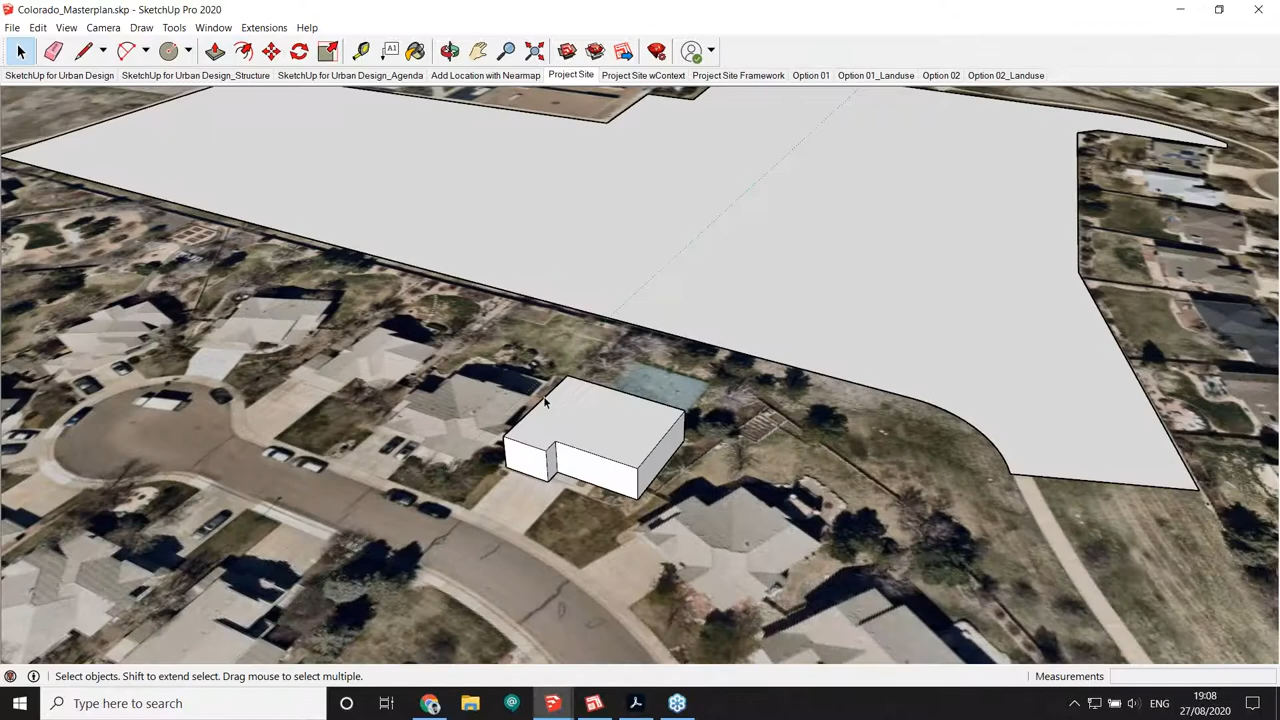 Colorado_Masterplan.skp - SketchUp Pro 2020
File Edit View Camera Draw Tools Window Extensions Help
A1
SketchUp for Urban Design SketchUp for Urban Design_Structure SketchUp for Urban Design_Agenda Add Location with Nearmap Project Site Project Site wContext Project Site Framework Option 01 Option 01_Landuse Option 02 Option 02_Landuse
Select objects. Shift to extend select. Drag mouse to select multiple. Measurements
Type here to search
ENG
19:08
27/08/2020